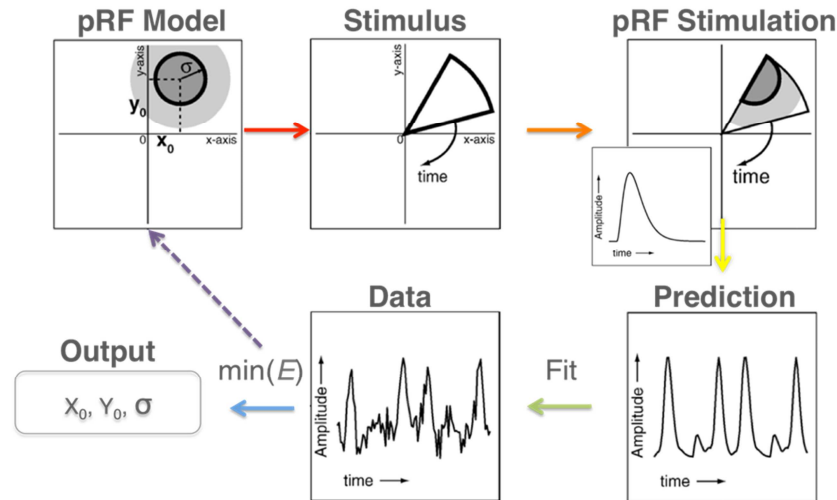 pRF Model
Stimulus
pRF Stimulation
y-axis
σ
y₀
0
x₀
x-axis
y-axis
0
x-axis
time
time
Amplitude
time
Data
Prediction
Output
X₀, Y₀, σ
min(E)
Amplitude
time
Fit
Amplitude
time